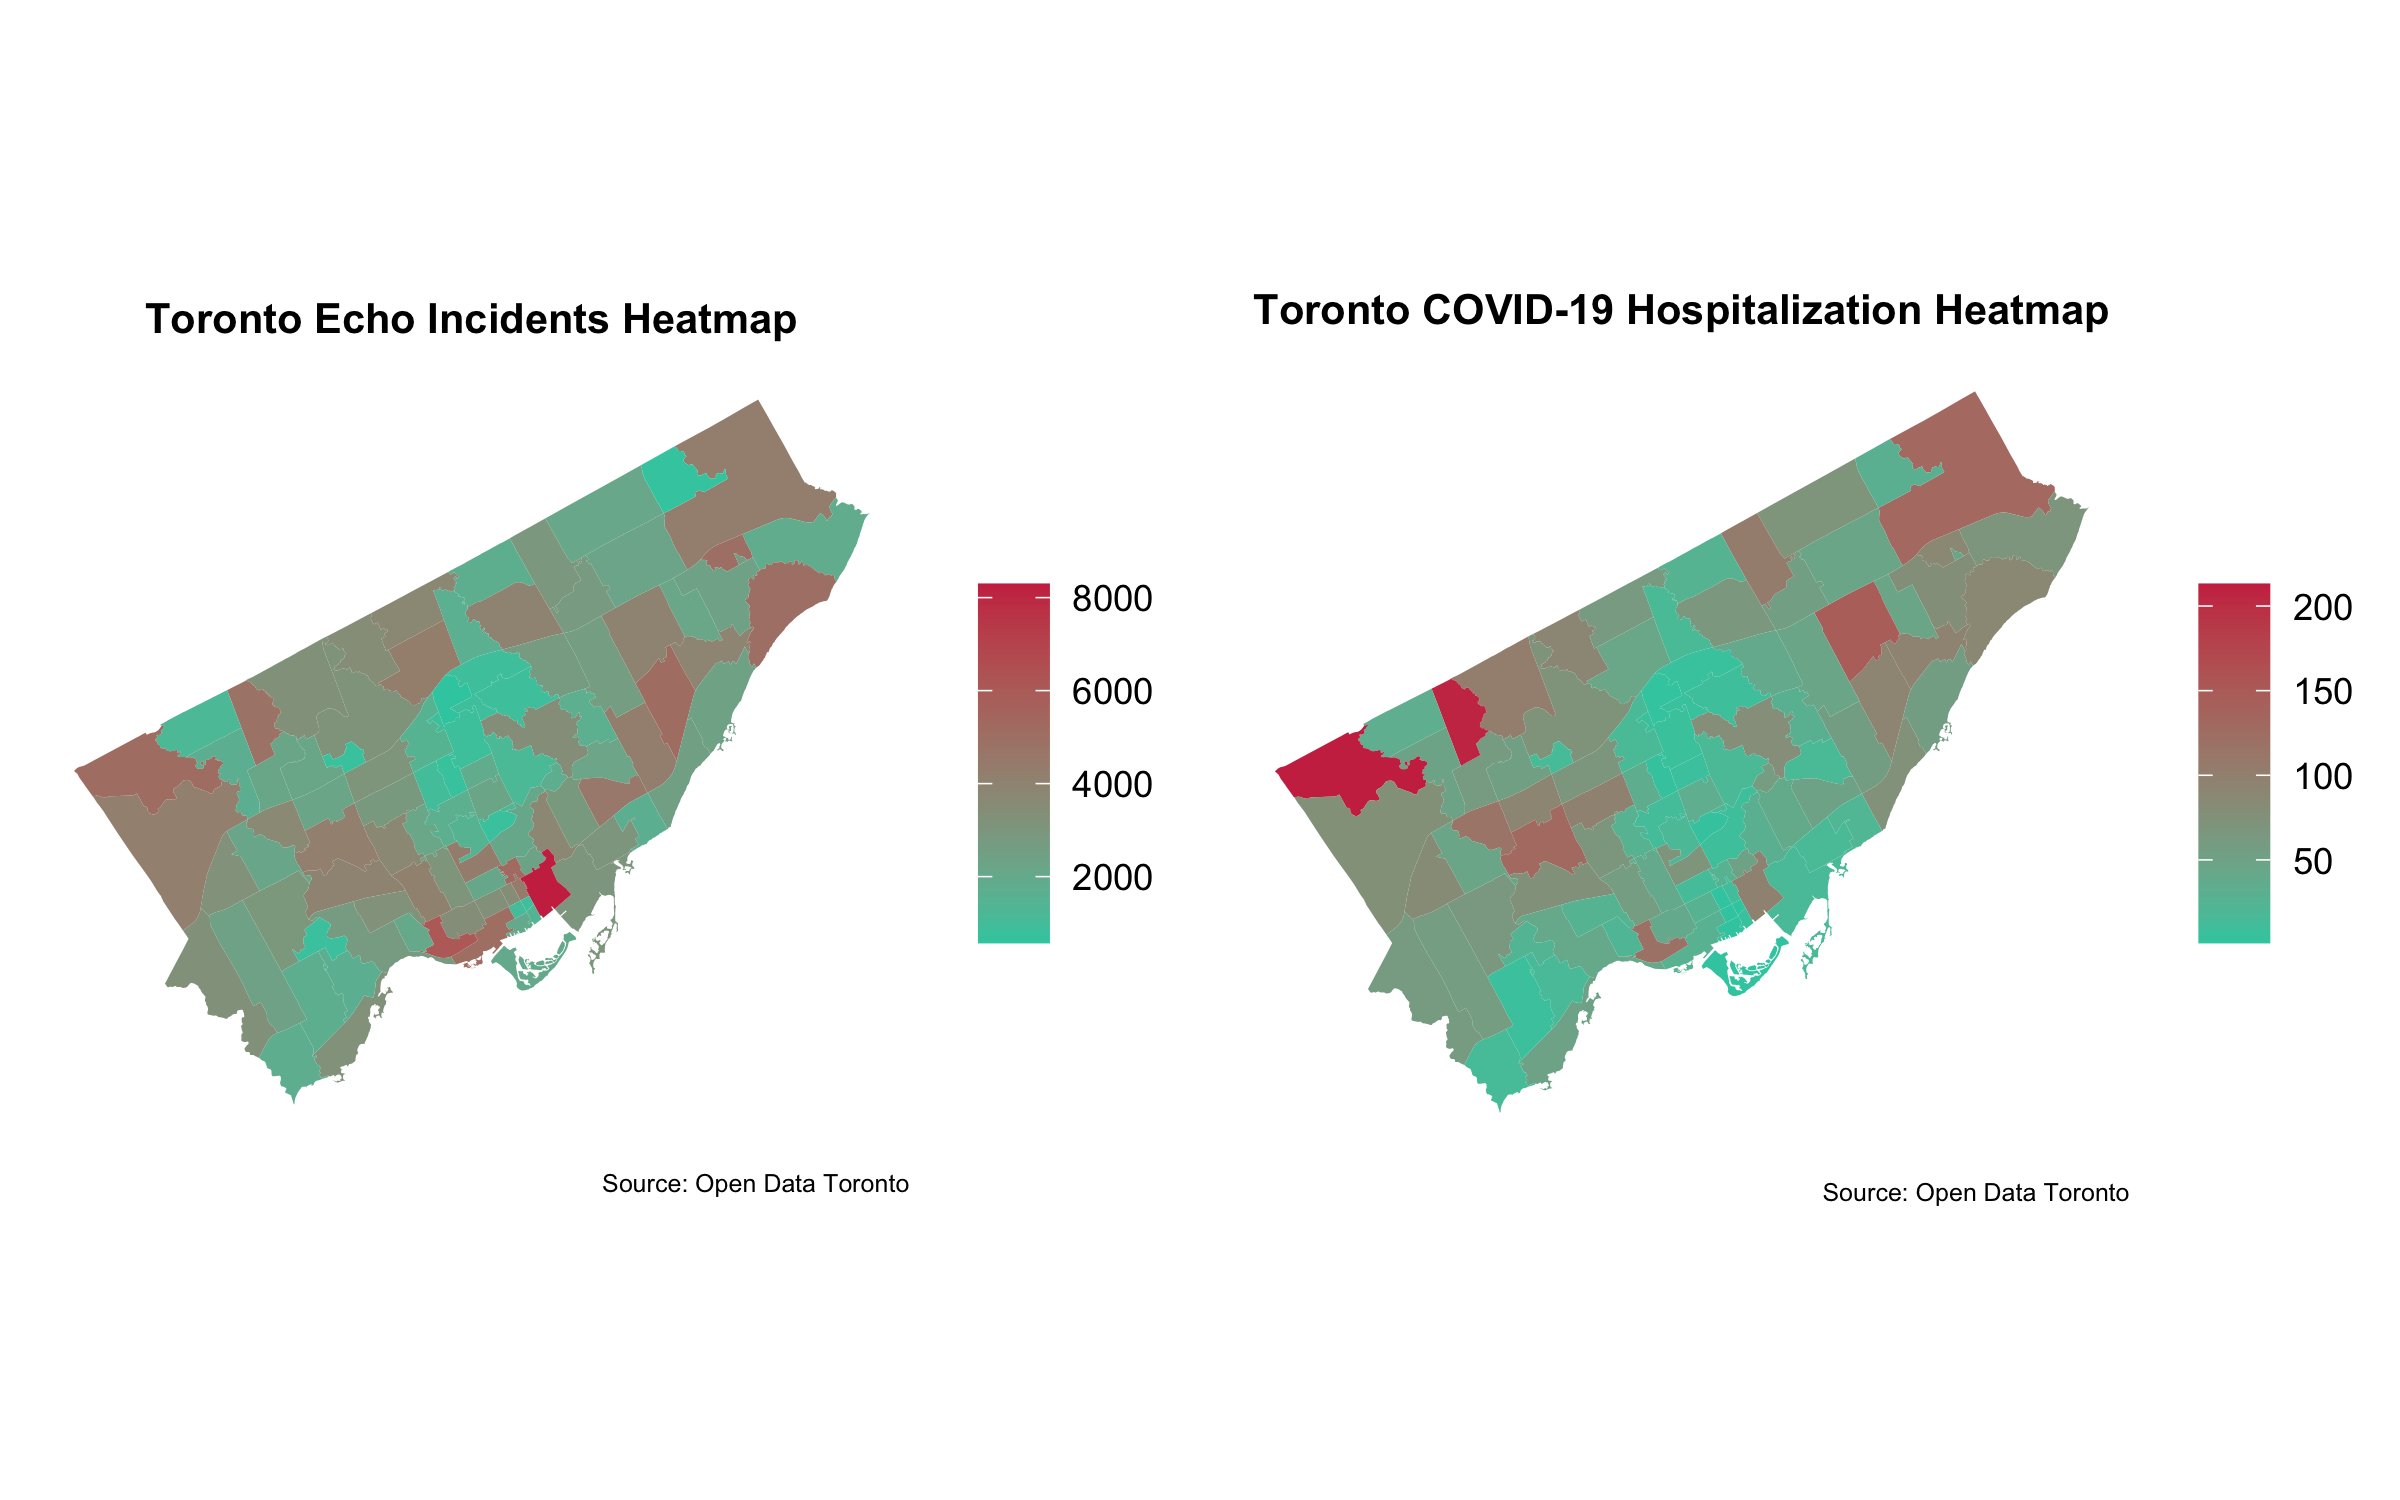 Toronto Echo Incidents Heatmap
8000
6000
4000
2000
Source: Open Data Toronto
Toronto COVID-19 Hospitalization Heatmap
200
150
100
50
Source: Open Data Toronto